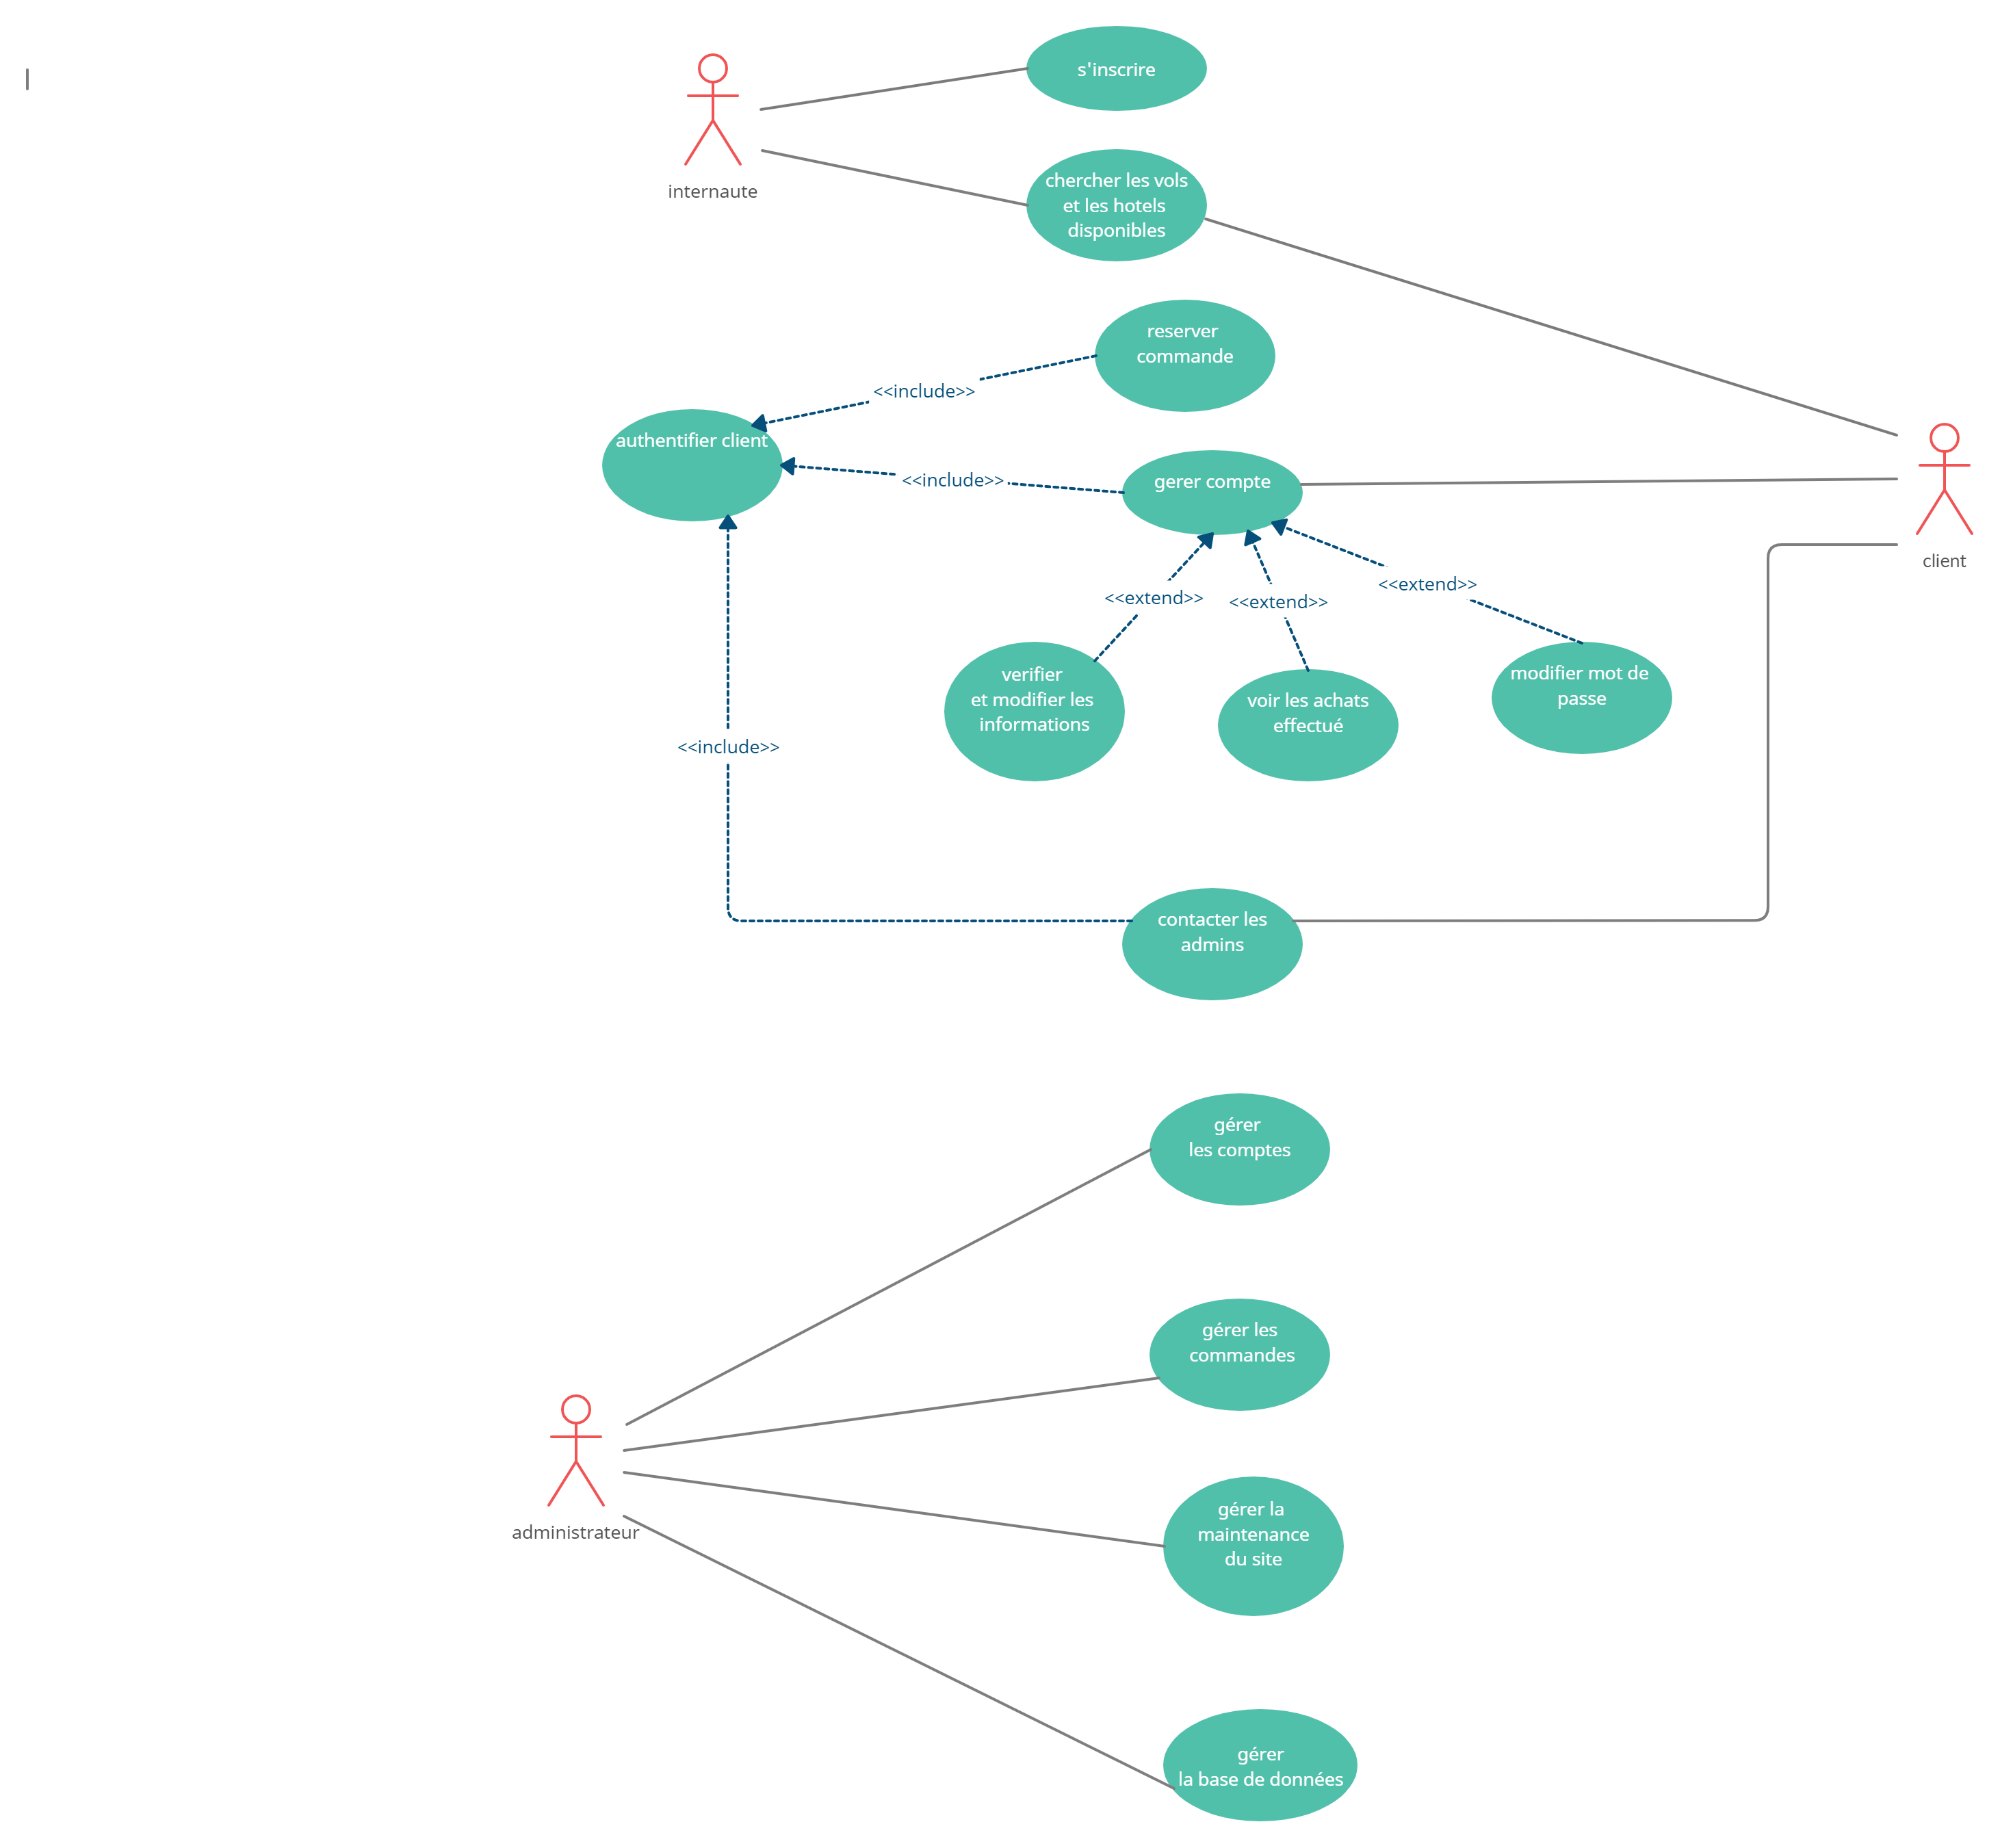 s'inscrire
internaute
chercher les vols
et les hotels
disponibles
reserver
commande
<<include>>
authentifier client
<<include>>
gerer compte
client
<<extend>>
<<extend>>
<<extend>>
verifier
et modifier les
informations
voir les achats
effectué
modifier mot de
passe
<<include>>
contacter les
admins
gérer
les comptes
gérer les
commandes
administrateur
gérer la
maintenance
du site
gérer
la base de données